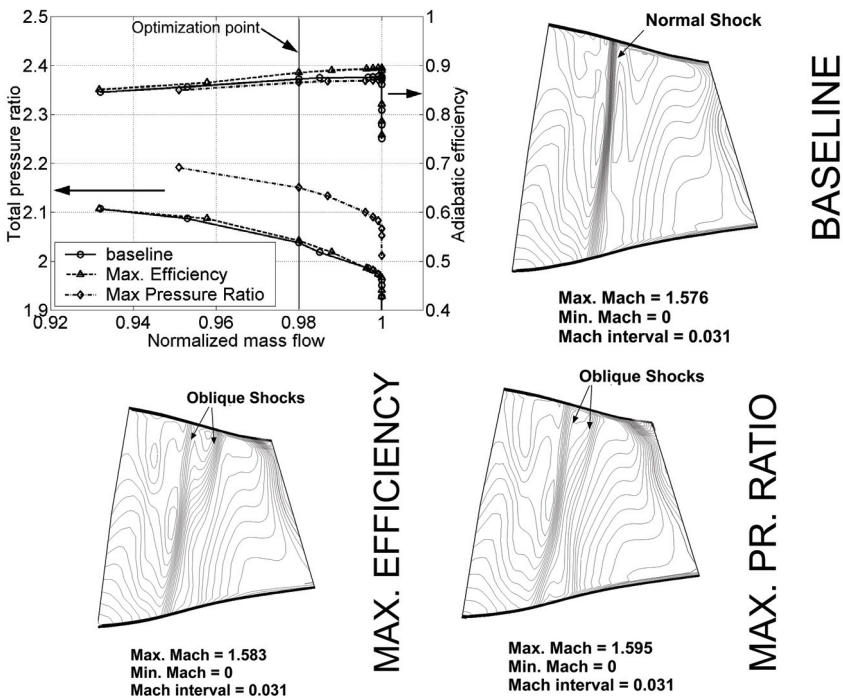 2.5
2.4
2.3
2.2
2.1
2
1.9
Total pressure ratio
1
0.9
0.8
0.7
0.6
0.5
0.4
Adiabatic efficiency
Optimization point
baseline
Max. Efficiency
Max Pressure Ratio
0.92
0.94
0.96
0.98
1
Normalized mass flow
Normal Shock
BASELINE
Max. Mach = 1.576
Min. Mach = 0
Mach interval = 0.031
Oblique Shocks
MAX. EFFICIENCY
Max. Mach = 1.583
Min. Mach = 0
Mach interval = 0.031
Oblique Shocks
MAX. PR. RATIO
Max. Mach = 1.595
Min. Mach = 0
Mach interval = 0.031